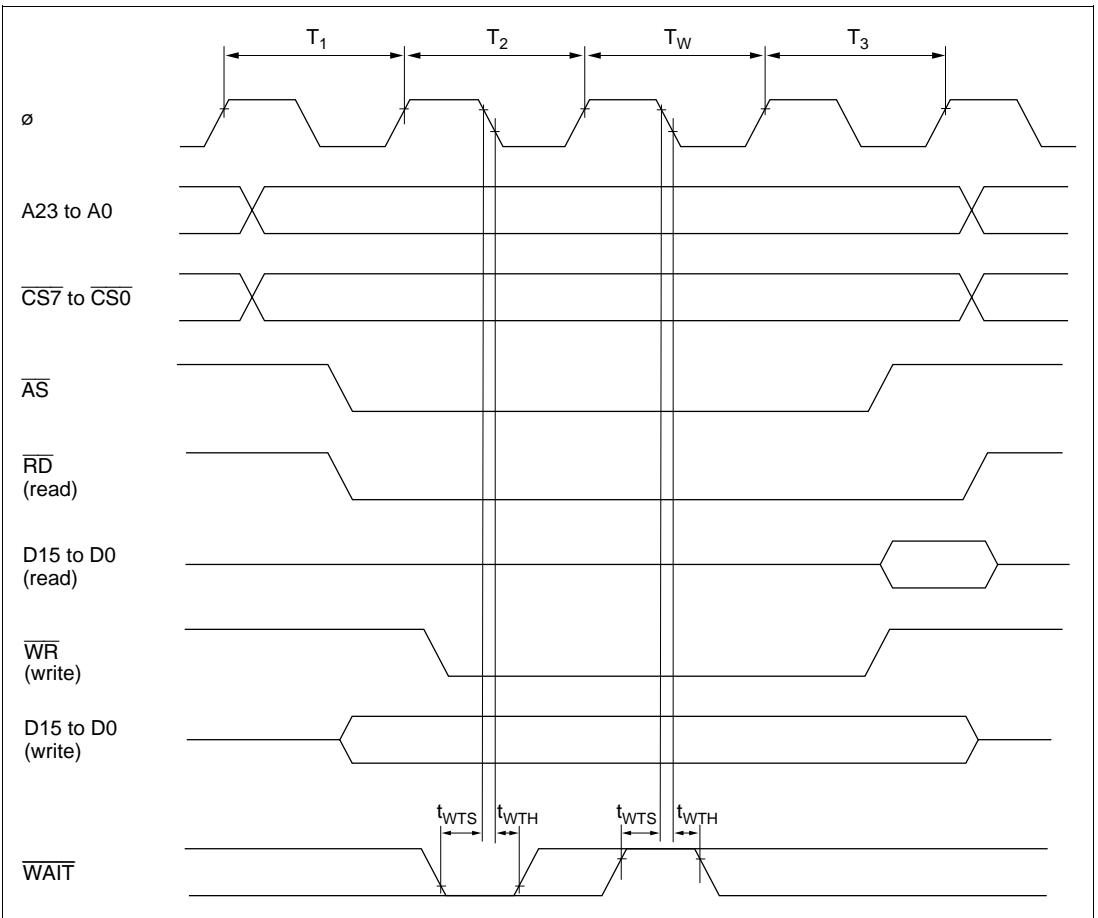 T1 T2 TW T3
ø
A23 to A0
CS7 to CS0
AS
RD
(read)
D15 to D0
(read)
WR
(write)
D15 to D0
(write)
tWTS tWTH tWTS tWTH
WAIT